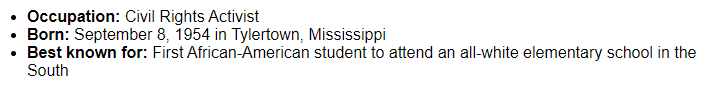 • Occupation: Civil Rights Activist
• Born: September 8, 1954 in Tylertown, Mississippi
• Best known for: First African-American student to attend an all-white elementary school in the
South